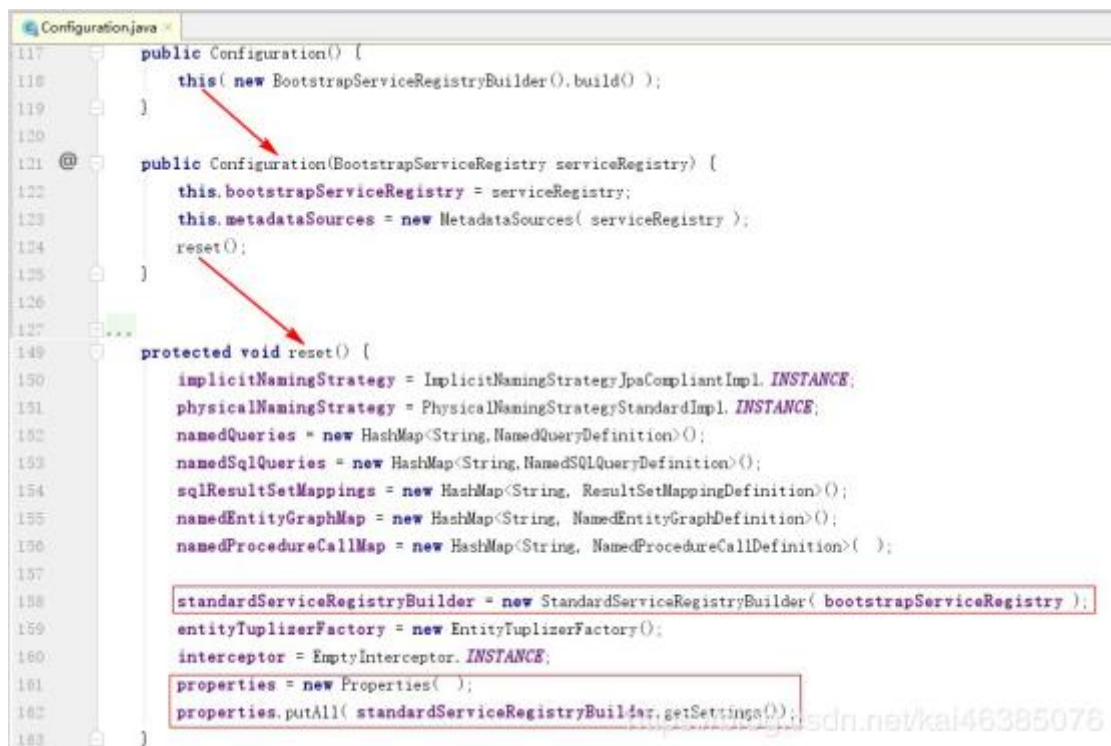 Configuration.java
117 public Configuration() {
118 this( new BootstrapServiceRegistryBuilder().build() );
119 }
120
121 @ public Configuration(BootstrapServiceRegistry serviceRegistry) {
122 this.bootstrapServiceRegistry = serviceRegistry;
123 this.metadataSources = new MetadataSources( serviceRegistry );
124 reset();
125 }
126
127 ...
149 protected void reset() {
150 implicitNamingStrategy = ImplicitNamingStrategyJpaCompliantImpl.INSTANCE;
151 physicalNamingStrategy = PhysicalNamingStrategyStandardImpl.INSTANCE;
152 namedQueries = new HashMap<String,NamedQueryDefinition>();
153 namedSqlQueries = new HashMap<String,NamedSQLQueryDefinition>();
154 sqlResultSetMappings = new HashMap<String, ResultSetMappingDefinition>();
155 namedEntityGraphMap = new HashMap<String, NamedEntityGraphDefinition>();
156 namedProcedureCallMap = new HashMap<String, NamedProcedureCallDefinition>( );
157
158 standardServiceRegistryBuilder = new StandardServiceRegistryBuilder( bootstrapServiceRegistry );
159 entityTuplizerFactory = new EntityTuplizerFactory();
160 interceptor = EmptyInterceptor.INSTANCE;
161 properties = new Properties( );
162 properties.putAll( standardServiceRegistryBuilder.getSettings());
https://blog.csdn.net/kai46385076
163 }